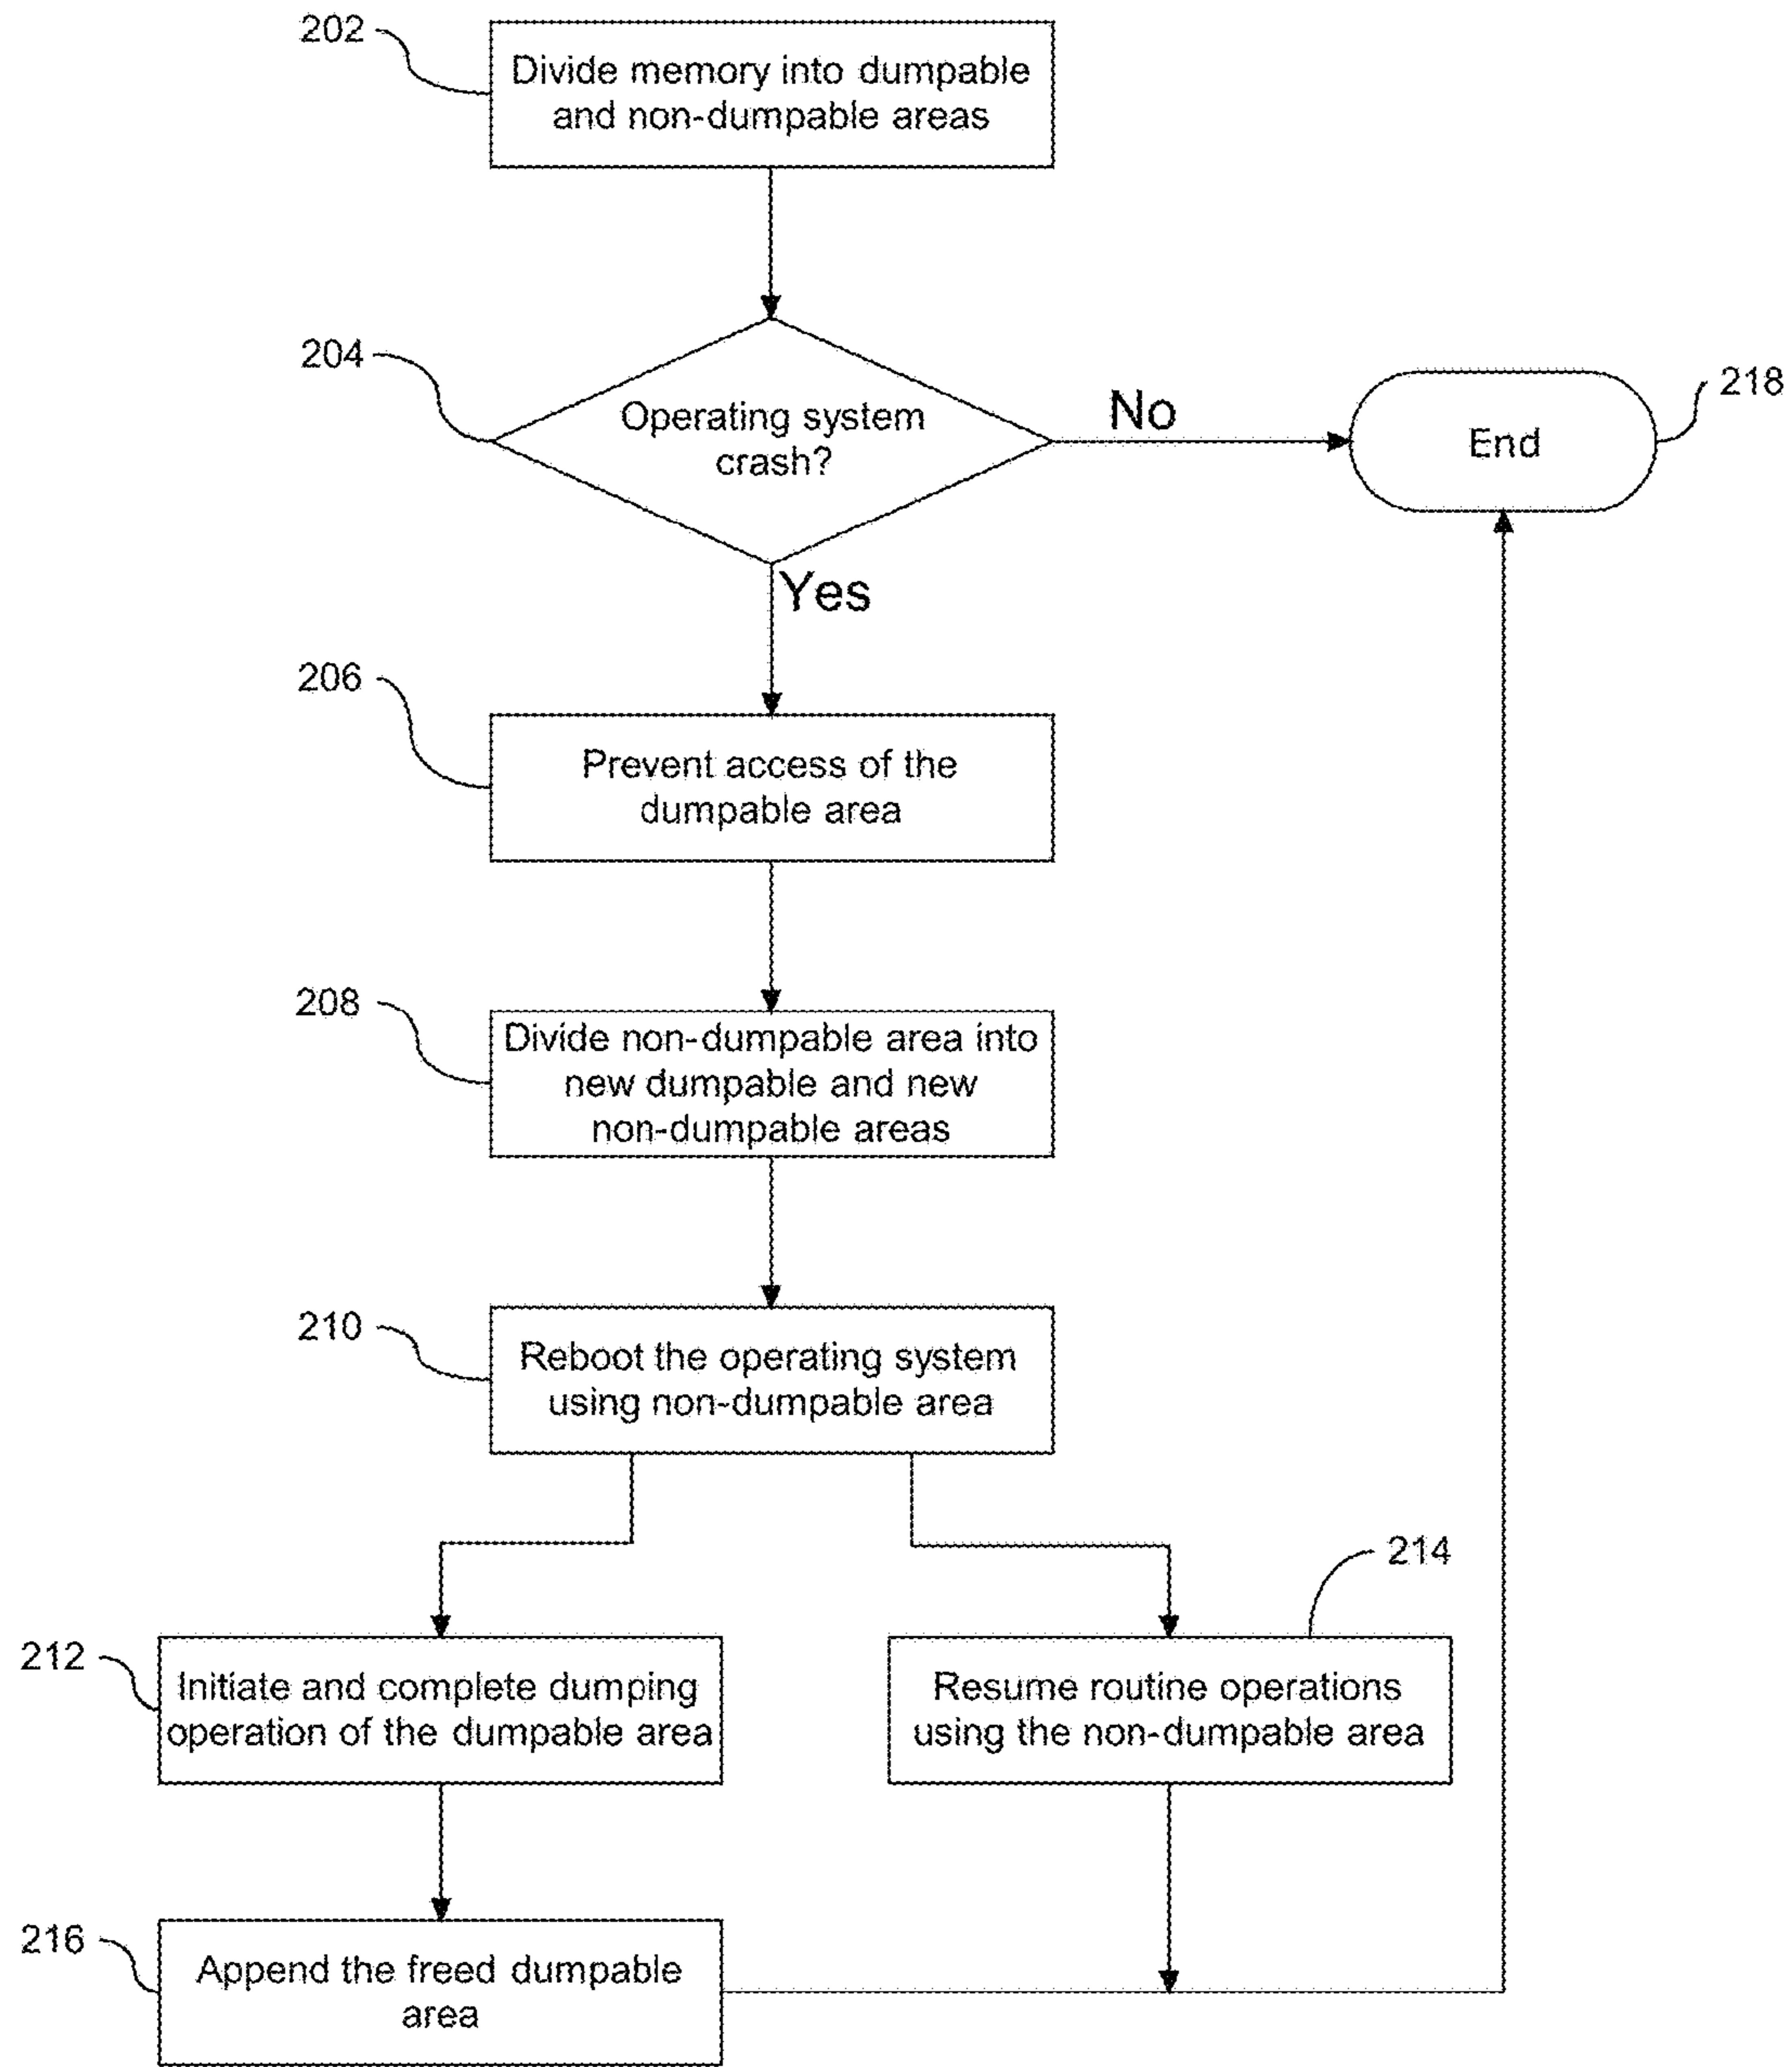 202
Divide memory into dumpable
and non-dumpable areas
204
Operating system
crash?
No
End
218
Yes
206
Prevent access of the
dumpable area
208
Divide non-dumpable area into
new dumpable and new
non-dumpable areas
210
Reboot the operating system
using non-dumpable area
214
212
Initiate and complete dumping
operation of the dumpable area
Resume routine operations
using the non-dumpable area
216
Append the freed dumpable
area